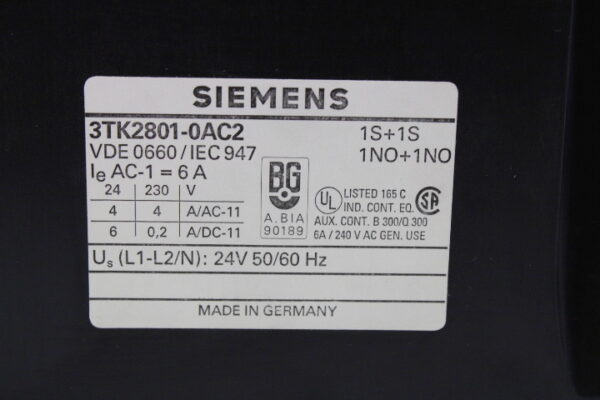 SIEMENS
3TK2801-0AC2
1S+1S
VDE 0660/IEC 947
1NO+1NO
Ie AC-1 = 6 A
24 230 V
4 4 A/AC-11
6 0,2 A/DC-11
BG
A.BIA
90189
UL LISTED 165 C
IND. CONT. EQ. SA
AUX. CONT. B 300/Q 300
6A / 240 V AC GEN. USE
Us (L1-L2/N): 24V 50/60 Hz
MADE IN GERMANY